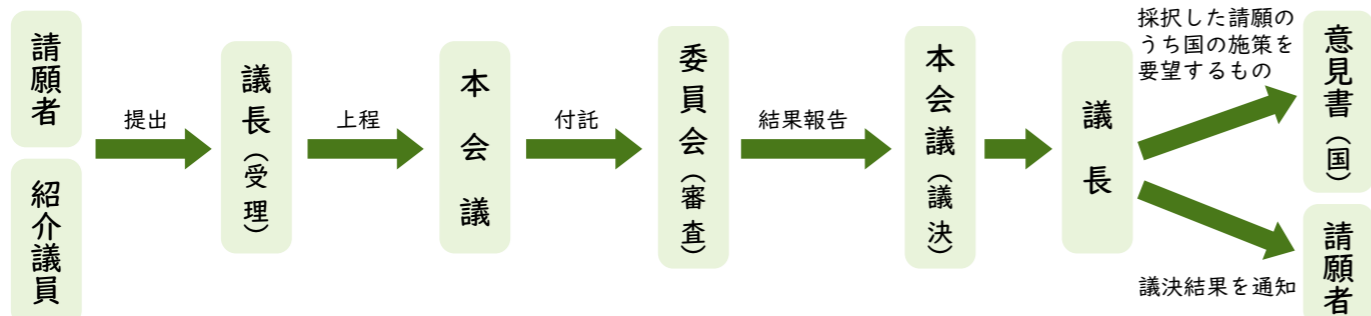 請願者
紹介議員
提出
議長（受理）
上程
本会議
付託
委員会（審査）
結果報告
本会議（議決）
議長
採択した請願の
うち国の施策を
要望するもの
意見書（国）
議決結果を通知
請願者